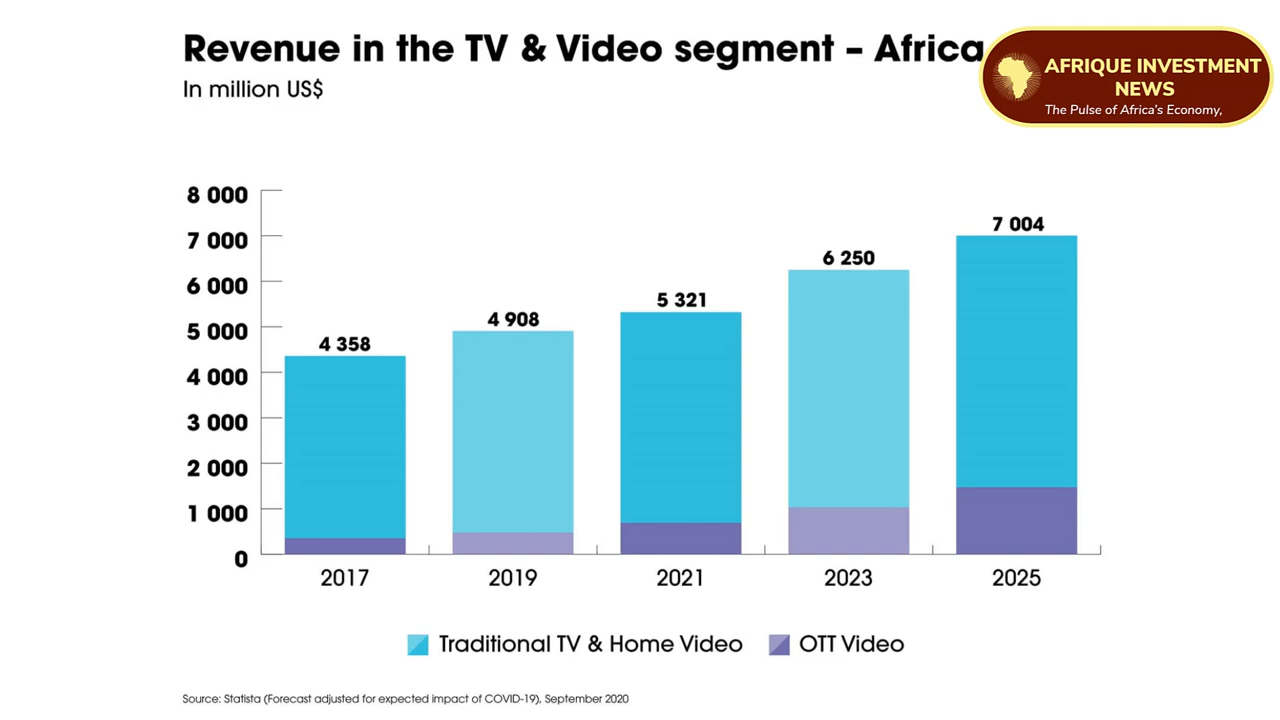 Revenue in the TV & Video segment – Africa
In million US$
AFRIQUE INVESTMENT
NEWS
The Pulse of Africa's Economy,
8 000
7 000
6 000
5 000
4 000
3 000
2 000
1 000
0
4 358
4 908
5 321
6 250
7 004
2017
2019
2021
2023
2025
Traditional TV & Home Video
OTT Video
Source: Statista (Forecast adjusted for expected impact of COVID-19), September 2020